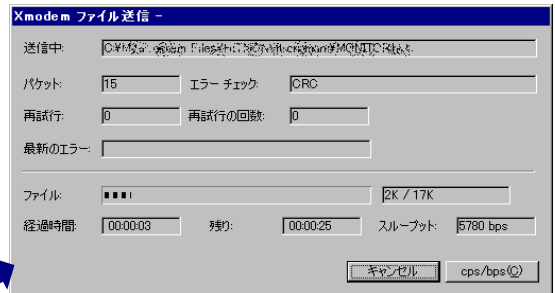 Xmodem ファイル送信 -
送信中:
パケット: 15 エラー チェック: CRC
再試行: 0 再試行の回数: 0
最新のエラー:
ファイル: 2K / 17K
経過時間: 00:00:03 残り: 00:00:25 スループット: 5780 bps
キャンセル cps/bps(C)